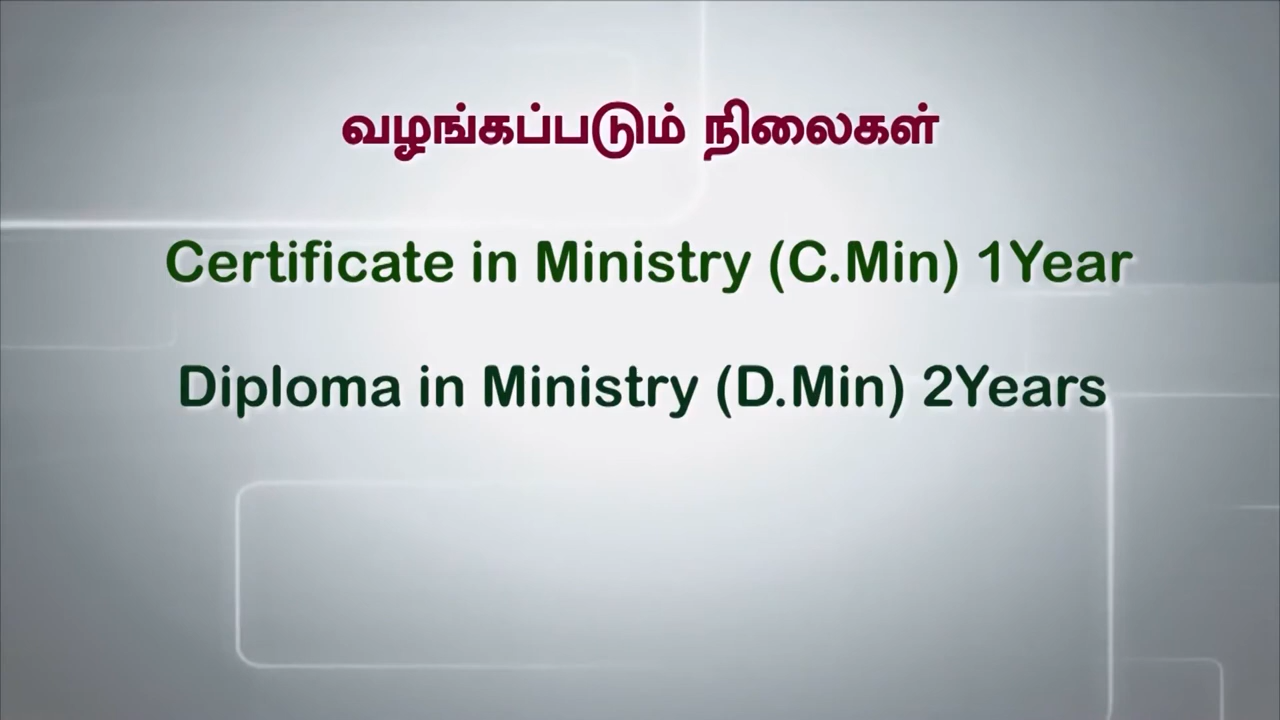 வழங்கப்படும் நிலைகள்
Certificate in Ministry (C.Min) 1Year
Diploma in Ministry (D.Min) 2Years